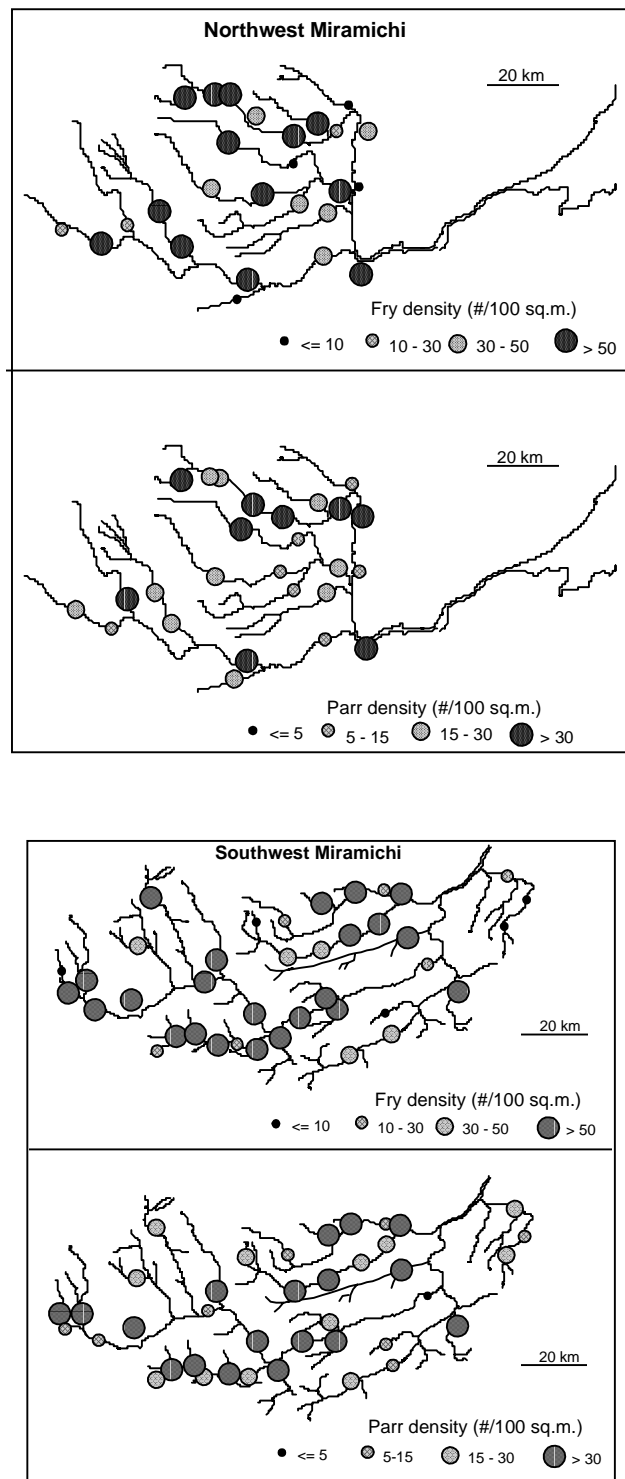 Northwest Miramichi
20 km
Fry density (#/100 sq.m.)
<= 10 10 - 30 30 - 50 > 50
20 km
Parr density (#/100 sq.m.)
<= 5 5 - 15 15 - 30 > 30
Southwest Miramichi
20 km
Fry density (#/100 sq.m.)
<= 10 10 - 30 30 - 50 > 50
20 km
Parr density (#/100 sq.m.)
<= 5 5-15 15 - 30 > 30